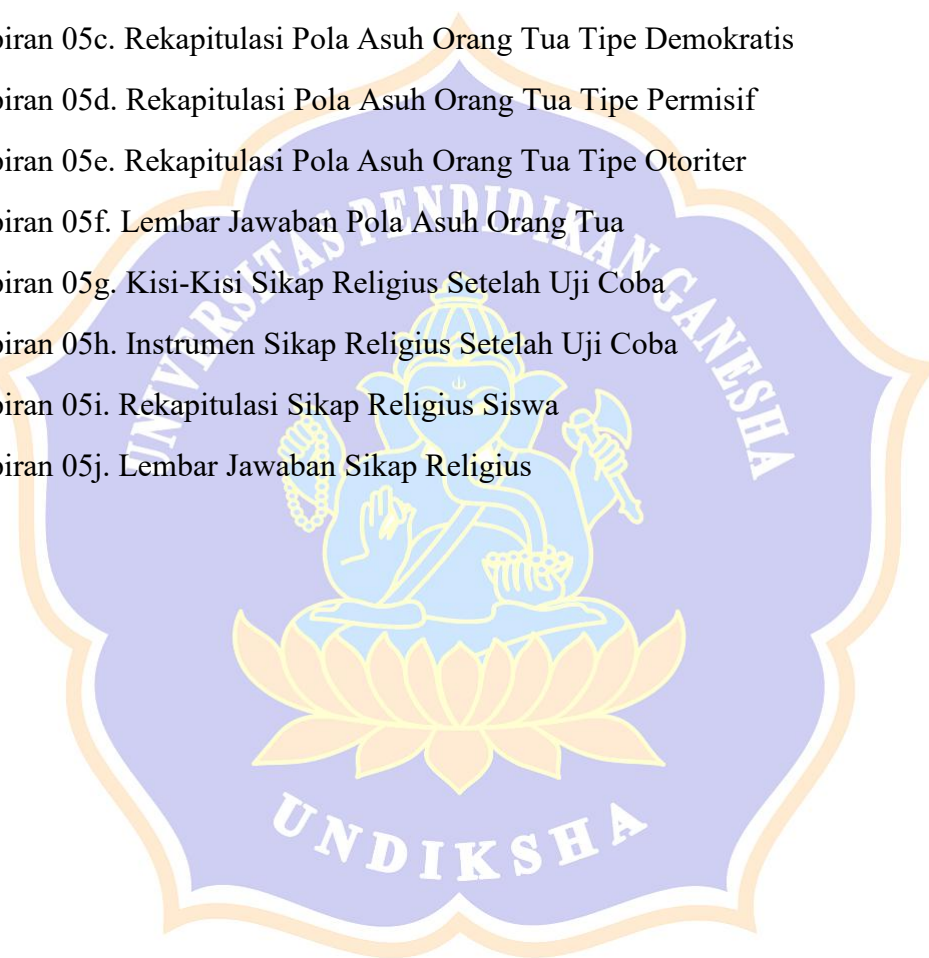 piran 05c. Rekapitulasi Pola Asuh Orang Tua Tipe Demokratis
piran 05d. Rekapitulasi Pola Asuh Orang Tua Tipe Permisif
piran 05e. Rekapitulasi Pola Asuh Orang Tua Tipe Otoriter
piran 05f. Lembar Jawaban Pola Asuh Orang Tua
piran 05g. Kisi-Kisi Sikap Religius Setelah Uji Coba
piran 05h. Instrumen Sikap Religius Setelah Uji Coba
piran 05i. Rekapitulasi Sikap Religius Siswa
piran 05j. Lembar Jawaban Sikap Religius
UNIVERSITAS PENDIDIKAN GANESHA
UNDIKSHA